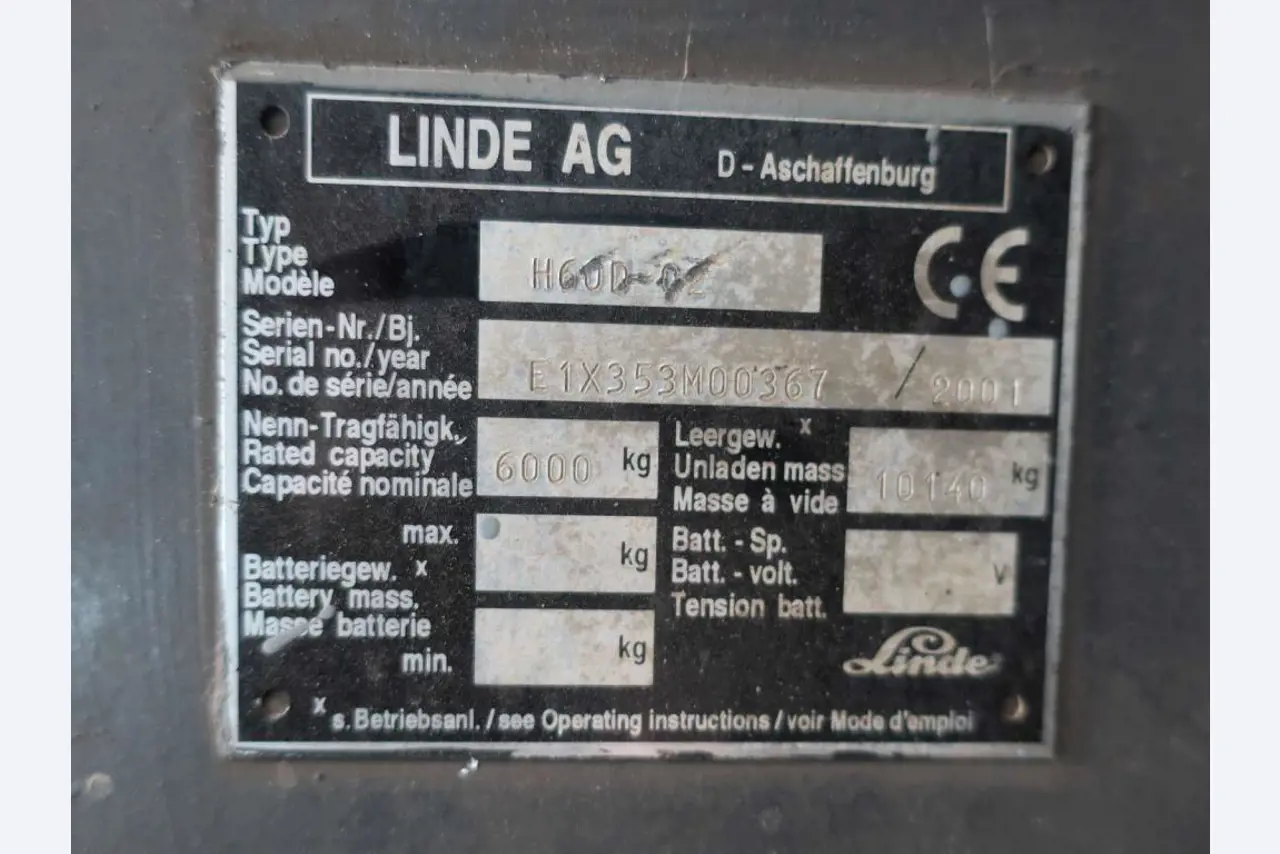 LINDE AG D - Aschaffenburg
Typ
Type
Modèle
H60D-02
CE
Serien-Nr./Bj.
Serial no./year
No. de série/année
E1X353M00367 / 2001
Nenn-Tragfähigk.
Rated capacity
Capacité nominale
6000 kg
Leergew. x
Unladen mass
Masse à vide
10140 kg
max.
kg
Batteriegew. x
Battery mass.
Masse batterie
min.
kg
Batt. - Sp.
Batt. - volt.
Tension batt.
V
Linde
x s. Betriebsanl. / see Operating instructions / voir Mode d'emploi